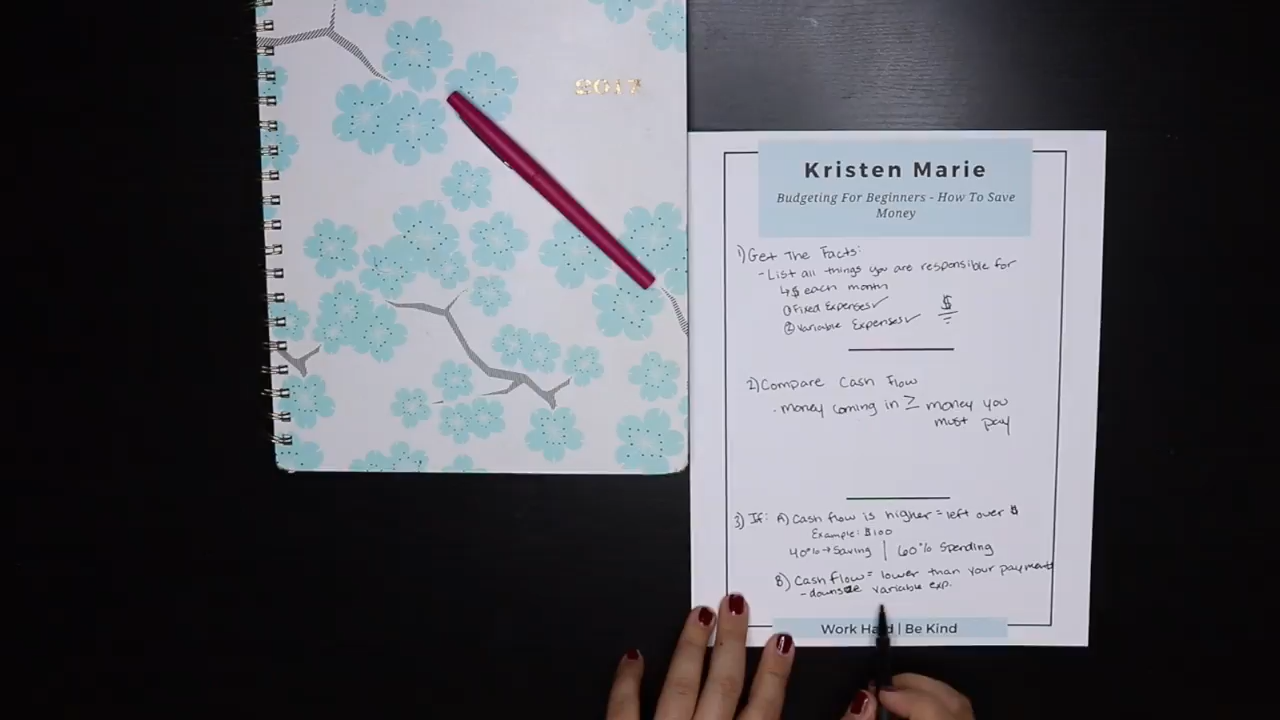 2017
Kristen Marie
Budgeting For Beginners - How To Save
Money
1) Get The Facts:
- List all things you are responsible for
↳ $ each month
① Fixed Expenses ✓
② Variable Expenses ✓
$
2) Compare Cash Flow
· money coming in ≥ money you
must pay
3) If: A) Cash flow is higher = left over $
Example: $100
40% → Saving | 60% Spending
B) Cash flow = lower than your payments
- downsize variable exp.
Work Hard | Be Kind